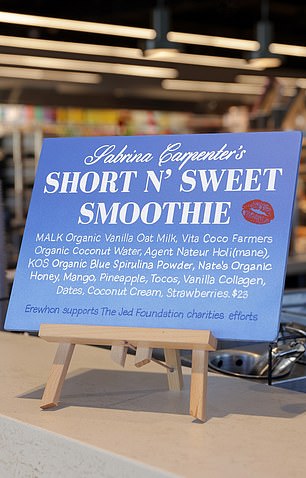 Sabrina Carpenter's
SHORT N' SWEET
SMOOTHIE
MALK Organic Vanilla Oat Milk, Vita Coco Farmers
Organic Coconut Water, Agent Nateur Holi(mane),
KOS Organic Blue Spirulina Powder, Nate's Organic
Honey, Mango, Pineapple, Tocos, Vanilla Collagen,
Dates, Coconut Cream, Strawberries. $23
Erewhon supports The Jed Foundation charities efforts